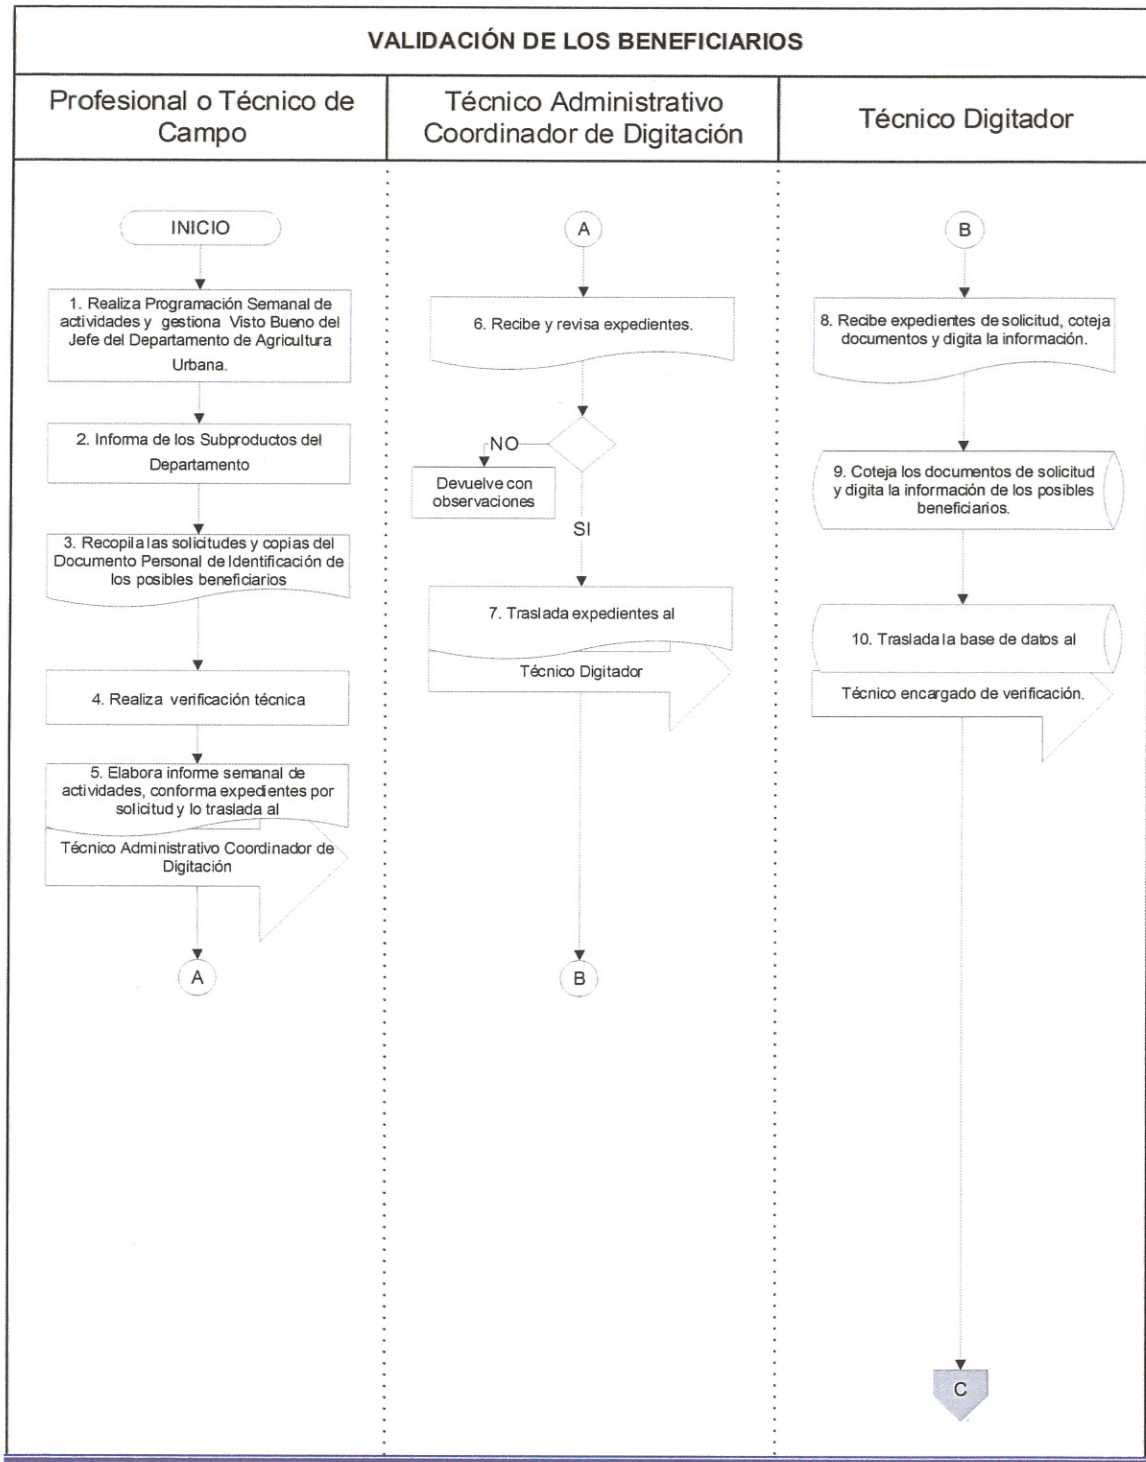 VALIDACIÓN DE LOS BENEFICIARIOS
Profesional o Técnico de
Campo
Técnico Administrativo
Coordinador de Digitación
Técnico Digitador
INICIO
1. Realiza Programación Semanal de
actividades y gestiona Visto Bueno del
Jefe del Departamento de Agricultura
Urbana.
2. Informa de los Subproductos del
Departamento
3. Recopila las solicitudes y copias del
Documento Personal de Identificación de
los posibles beneficiarios
4. Realiza verificación técnica
5. Elabora informe semanal de
actividades, conforma expedientes por
solicitud y lo traslada al
Técnico Administrativo Coordinador de
Digitación
A
A
6. Recibe y revisa expedientes.
NO
Devuelve con
observaciones
SI
7. Traslada expedientes al
Técnico Digitador
B
B
8. Recibe expedientes de solicitud, coteja
documentos y digita la información.
9. Coteja los documentos de solicitud
y digita la información de los posibles
beneficiarios.
10. Traslada la base de datos al
Técnico encargado de verificación.
C